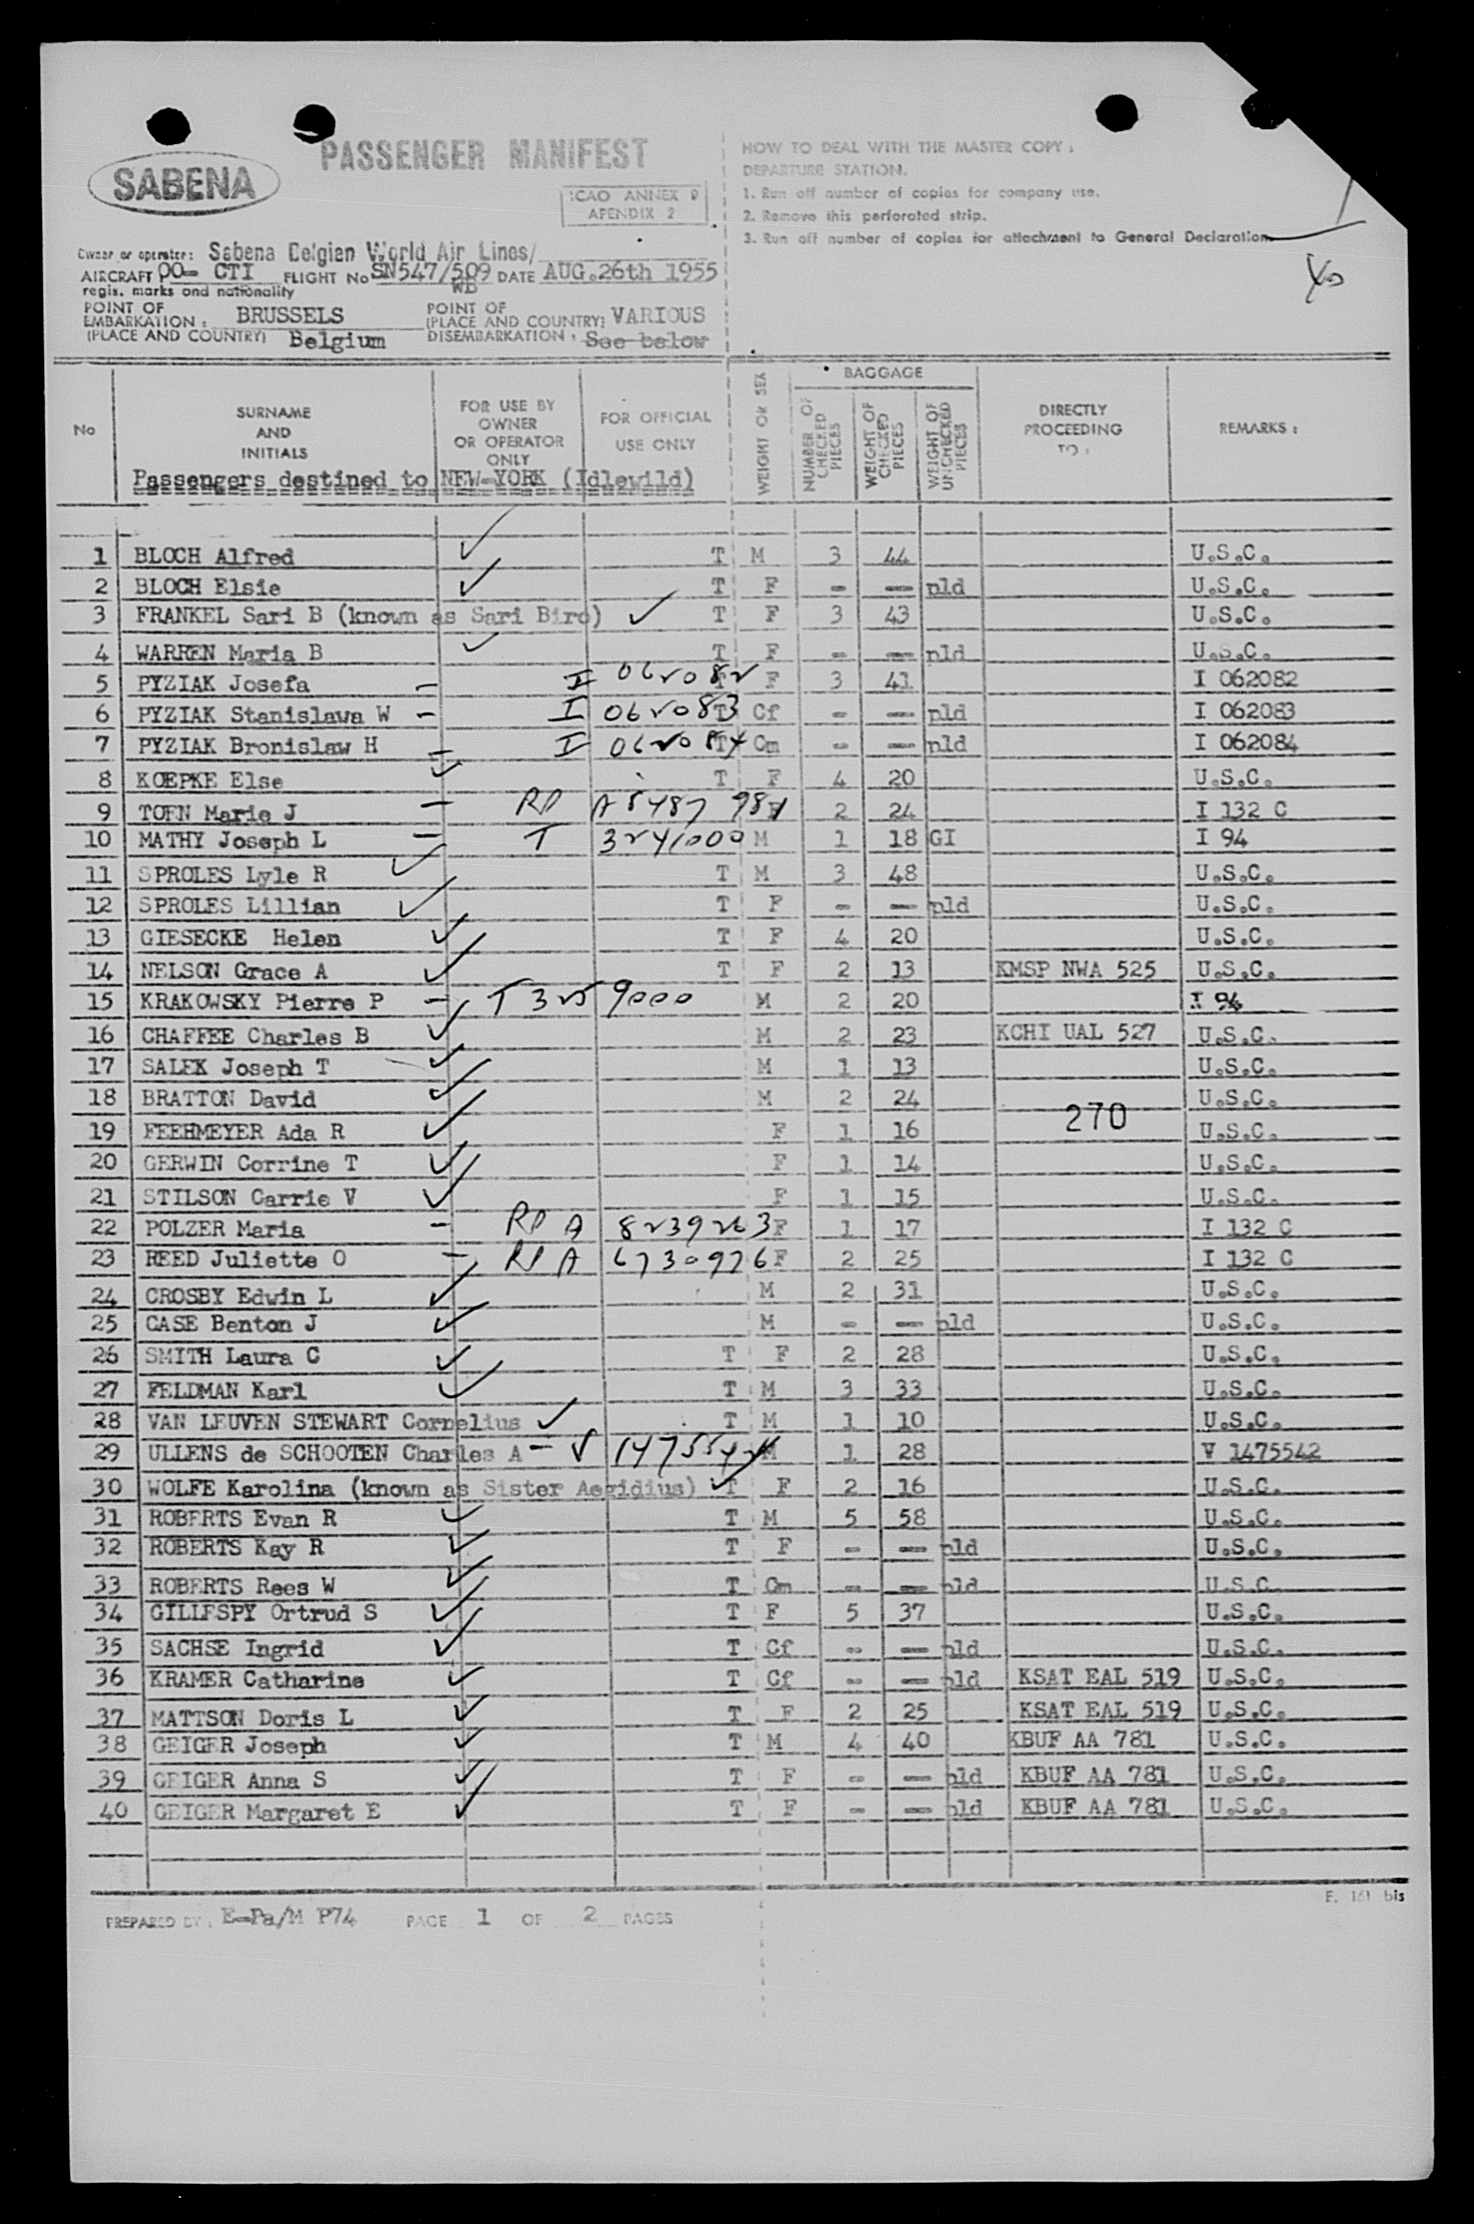 PASSENGER MANIFEST
SABENA
ICAO ANNEX 9
APENDIX 2
HOW TO DEAL WITH THE MASTER COPY :
DEPARTURE STATION.
1. Run off number of copies for company use.
2. Remove this perforated strip.
3. Run off number of copies for attachment to General Declaration.
40
Owner or operator: Sabena Belgian World Air Lines/
AIRCRAFT OO- CTI FLIGHT No SN547/509 DATE AUG.26th 1955
regis. marks and nationality WB
POINT OF EMBARKATION : BRUSSELS
(PLACE AND COUNTRY) Belgium
POINT OF (PLACE AND COUNTRY) VARIOUS
DISEMBARKATION : See below
No
SURNAME AND INITIALS
FOR USE BY OWNER OR OPERATOR ONLY
FOR OFFICIAL USE ONLY
WEIGHT OR SEX
BAGGAGE
NUMBER OF CHECKED PIECES
WEIGHT OF CHECKED PIECES
WEIGHT OF UNCHECKED PIECES
DIRECTLY PROCEEDING TO :
REMARKS :
Passengers destined to NEW-YORK (Idlewild)
1 BLOCH Alfred ✓ T M 3 44 U.S.C.
2 BLOCH Elsie ✓ T F - - pld U.S.C.
3 FRANKEL Sari B (known as Sari Biro) ✓ T F 3 43 U.S.C.
4 WARREN Maria B ✓ T F - - pld U.S.C.
5 PYZIAK Josefa - I 062082 T F 3 41 I 062082
6 PYZIAK Stanislawa W - I 062083 T Cf - - pld I 062083
7 PYZIAK Bronislaw H - I 062084 T Cm - - pld I 062084
8 KOEPKE Else ✓ T F 4 20 U.S.C.
9 TOEN Marie J - RP A 5487 981 F 2 24 I 132 C
10 MATHY Joseph L - T 3241000 M 1 18 GI I 94
11 SPROLES Lyle R ✓ T M 3 48 U.S.C.
12 SPROLES Lillian ✓ T F - - pld U.S.C.
13 GIESECKE Helen ✓ T F 4 20 U.S.C.
14 NELSON Grace A ✓ T F 2 13 KMSP NWA 525 U.S.C.
15 KRAKOWSKY Pierre P - T 3259000 M 2 20 I 94
16 CHAFFEE Charles B ✓ M 2 23 KCHI UAL 527 U.S.C.
17 SALEK Joseph T ✓ M 1 13 U.S.C.
18 BRATTON David ✓ M 2 24 U.S.C.
270
19 FEEHMEYER Ada R ✓ F 1 16 U.S.C.
20 GERWIN Corrine T ✓ F 1 14 U.S.C.
21 STILSON Carrie V ✓ F 1 15 U.S.C.
22 POLZER Maria - RP A 8239263 F 1 17 I 132 C
23 REED Juliette O - RP A 6730976 F 2 25 I 132 C
24 CROSBY Edwin L ✓ M 2 31 U.S.C.
25 CASE Benton J ✓ M - - pld U.S.C.
26 SMITH Laura C ✓ T F 2 28 U.S.C.
27 FELDMAN Karl ✓ T M 3 33 U.S.C.
28 VAN LEUVEN STEWART Cornelius ✓ T M 1 10 U.S.C.
29 ULLENS de SCHOOTEN Charles A - V 1475542 M 1 28 V 1475542
30 WOLFE Karolina (known as Sister Aegidius) ✓ T F 2 16 U.S.C.
31 ROBERTS Evan R ✓ T M 5 58 U.S.C.
32 ROBERTS Kay R ✓ T F - - pld U.S.C.
33 ROBERTS Rees W ✓ T Cm - - pld U.S.C.
34 GILLESPY Ortrud S ✓ T F 5 37 U.S.C.
35 SACHSE Ingrid ✓ T Cf - - pld U.S.C.
36 KRAMER Catharine ✓ T Cf - - pld KSAT EAL 519 U.S.C.
37 MATTSON Doris L ✓ T F 2 25 KSAT EAL 519 U.S.C.
38 GEIGER Joseph ✓ T M 4 40 KBUF AA 781 U.S.C.
39 GEIGER Anna S ✓ T F - - pld KBUF AA 781 U.S.C.
40 GEIGER Margaret E ✓ T F - - pld KBUF AA 781 U.S.C.
F. 161 bis
PREPARED BY : E-Pa/M P74 PAGE 1 OF 2 PAGES